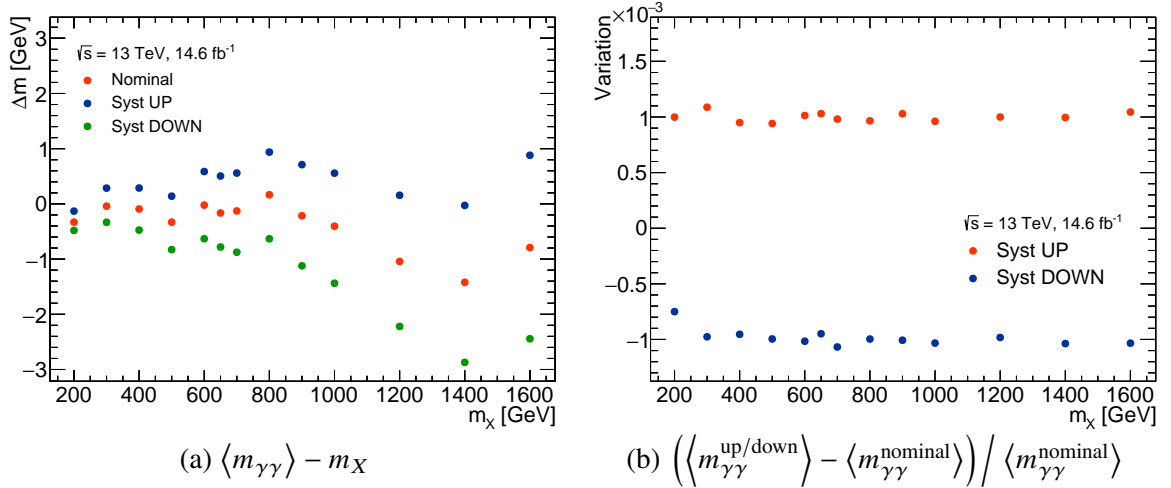 Δm [GeV]
3
2
1
0
−1
−2
−3
√s = 13 TeV, 14.6 fb⁻¹
Nominal
Syst UP
Syst DOWN
200 400 600 800 1000 1200 1400 1600
m_X [GeV]
(a) ⟨m_γγ⟩ − m_X
×10⁻³
Variation
1.5
1
0.5
0
−0.5
−1
√s = 13 TeV, 14.6 fb⁻¹
Syst UP
Syst DOWN
200 400 600 800 1000 1200 1400 1600
m_X [GeV]
(b) (⟨m_γγ^up/down⟩ − ⟨m_γγ^nominal⟩) / ⟨m_γγ^nominal⟩